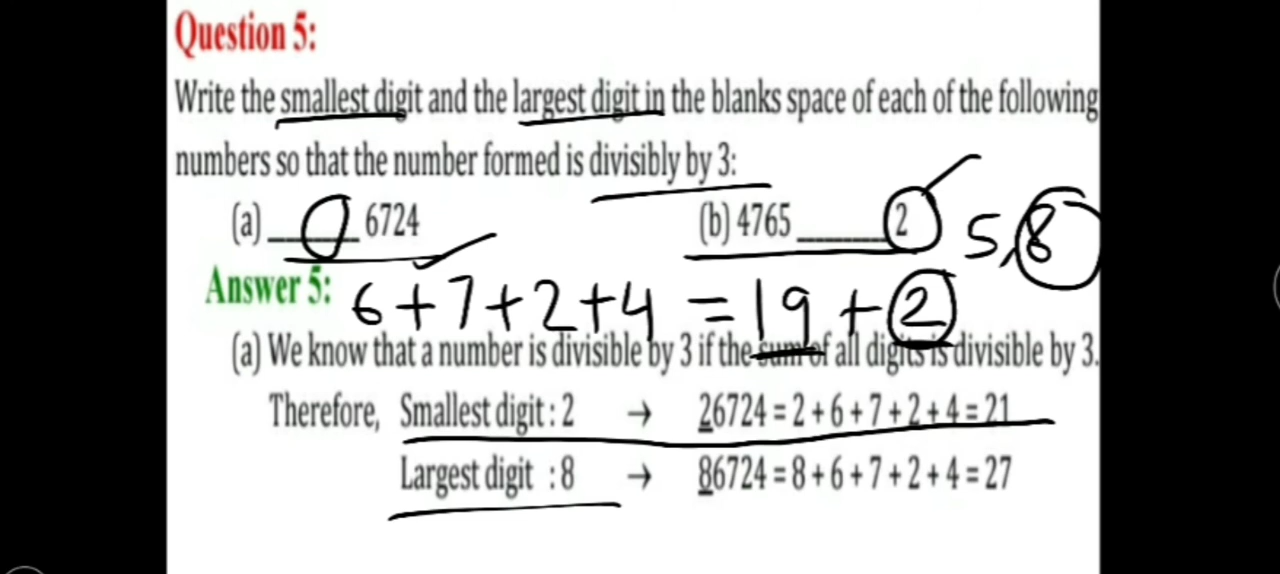 Question 5:
Write the smallest digit and the largest digit in the blanks space of each of the following
numbers so that the number formed is divisibly by 3:
(a) ______ 6724 (b) 4765 ______ 2 5,8
Answer 5: 6+7+2+4 = 19 + 2
(a) We know that a number is divisible by 3 if the sum of all digits is divisible by 3.
Therefore, Smallest digit : 2 → 26724 = 2 + 6 + 7 + 2 + 4 = 21
Largest digit : 8 → 86724 = 8 + 6 + 7 + 2 + 4 = 27